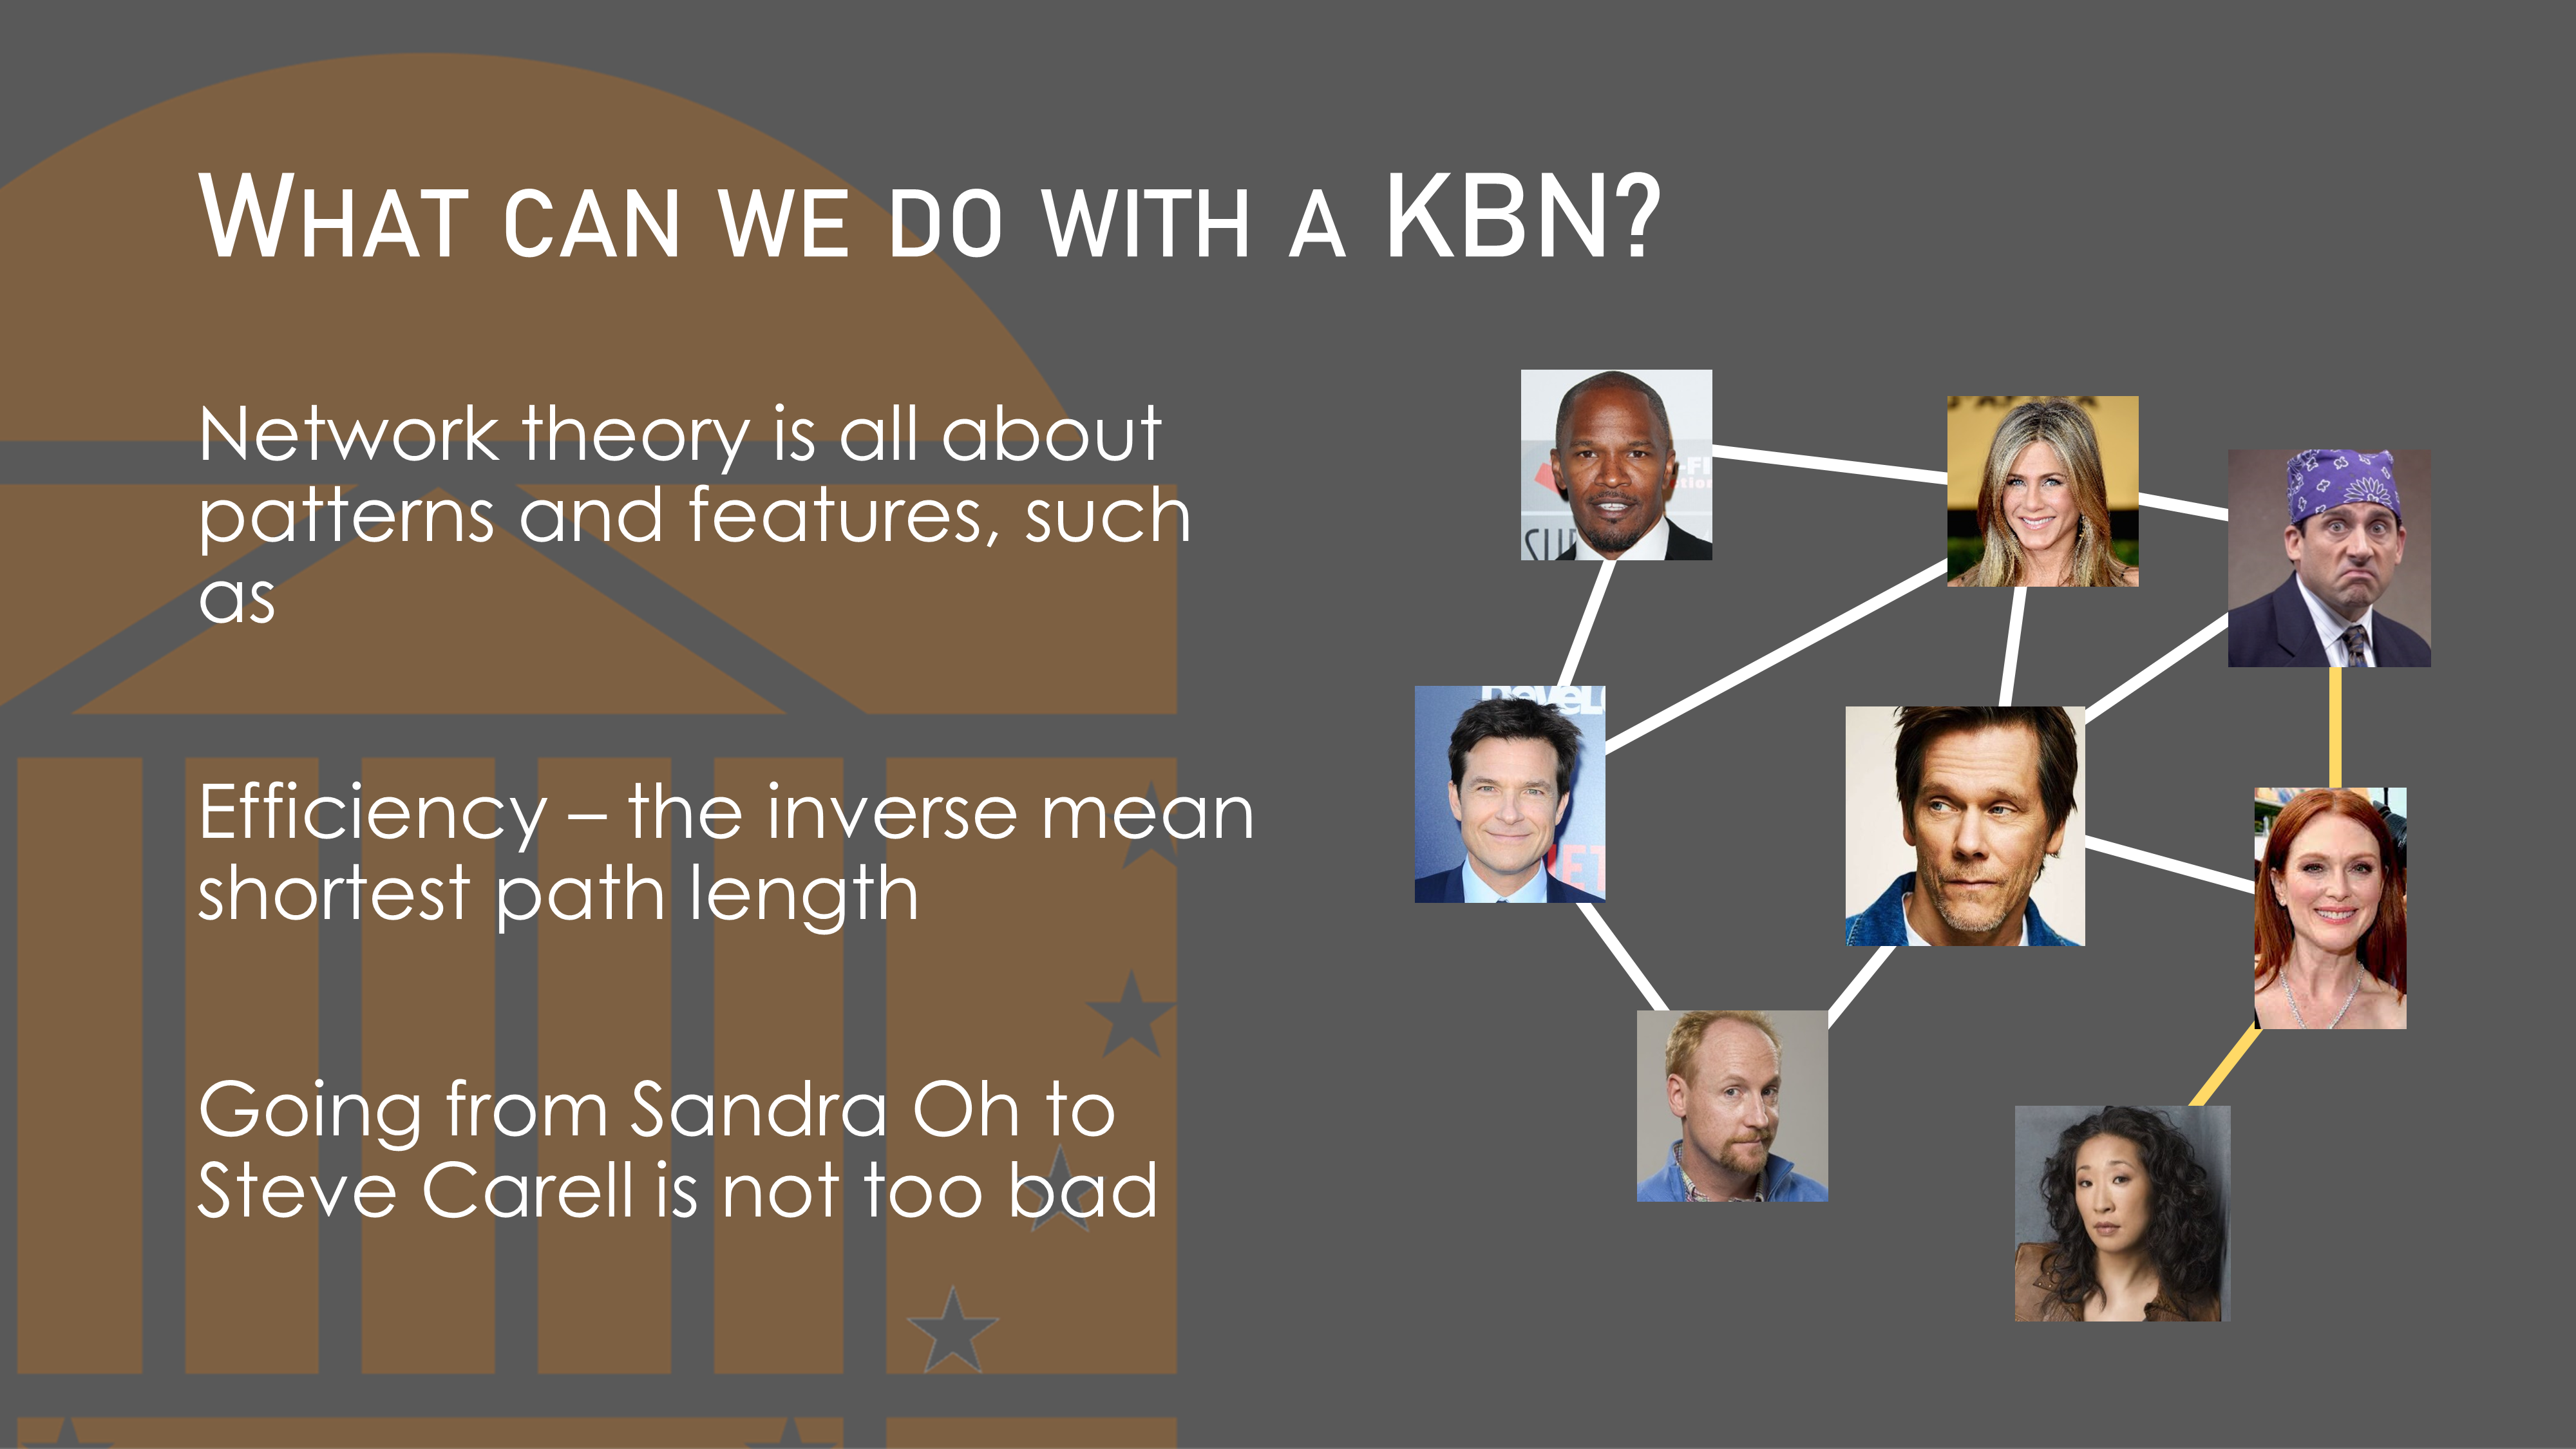 WHAT CAN WE DO WITH A KBN?
Network theory is all about
patterns and features, such
as
Efficiency – the inverse mean
shortest path length
Going from Sandra Oh to
Steve Carell is not too bad